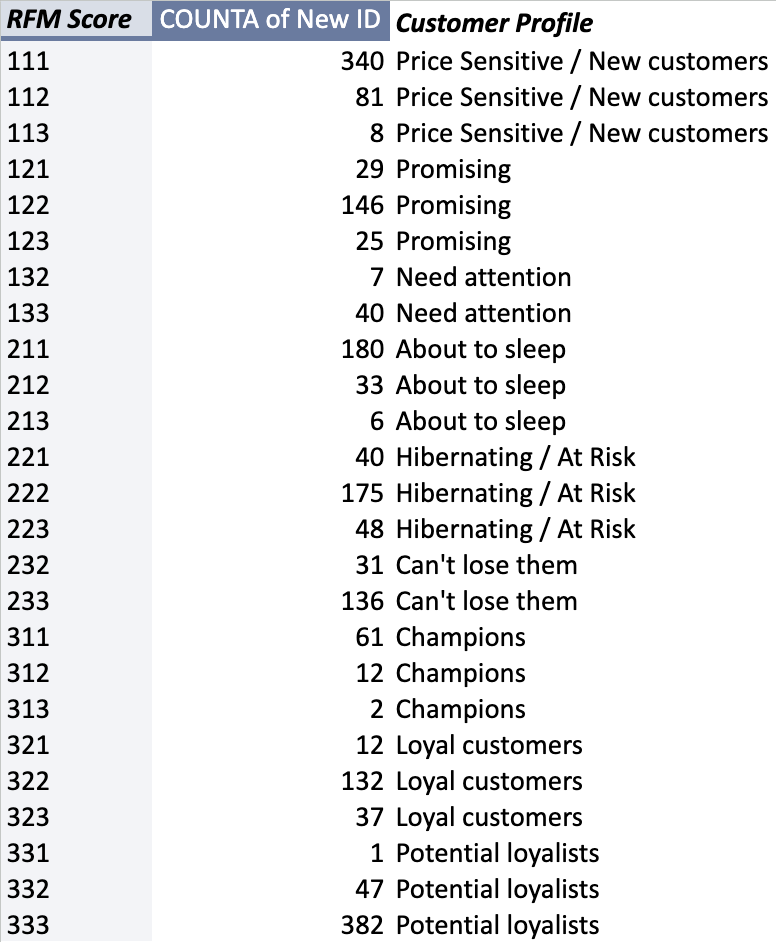 RFM Score COUNTA of New ID Customer Profile
111 340 Price Sensitive / New customers
112 81 Price Sensitive / New customers
113 8 Price Sensitive / New customers
121 29 Promising
122 146 Promising
123 25 Promising
132 7 Need attention
133 40 Need attention
211 180 About to sleep
212 33 About to sleep
213 6 About to sleep
221 40 Hibernating / At Risk
222 175 Hibernating / At Risk
223 48 Hibernating / At Risk
232 31 Can't lose them
233 136 Can't lose them
311 61 Champions
312 12 Champions
313 2 Champions
321 12 Loyal customers
322 132 Loyal customers
323 37 Loyal customers
331 1 Potential loyalists
332 47 Potential loyalists
333 382 Potential loyalists